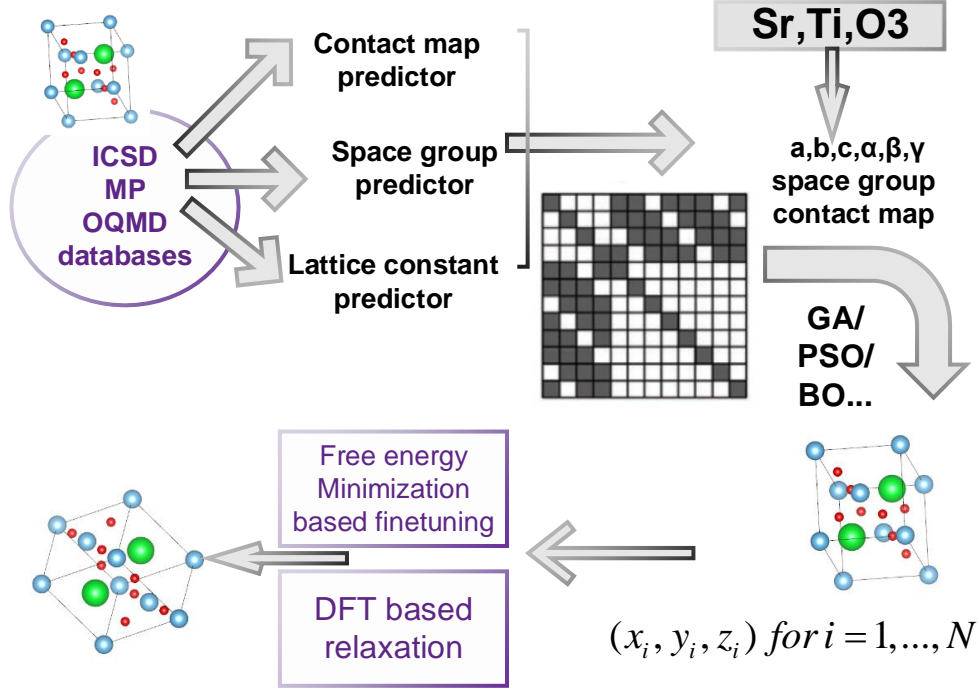 Sr,Ti,O3
Contact map
predictor
ICSD
MP
OQMD
databases
Space group
predictor
Lattice constant
predictor
a,b,c,α,β,γ
space group
contact map
GA/
PSO/
BO...
(x_i, y_i, z_i) for i = 1,..., N
Free energy
Minimization
based finetuning
DFT based
relaxation